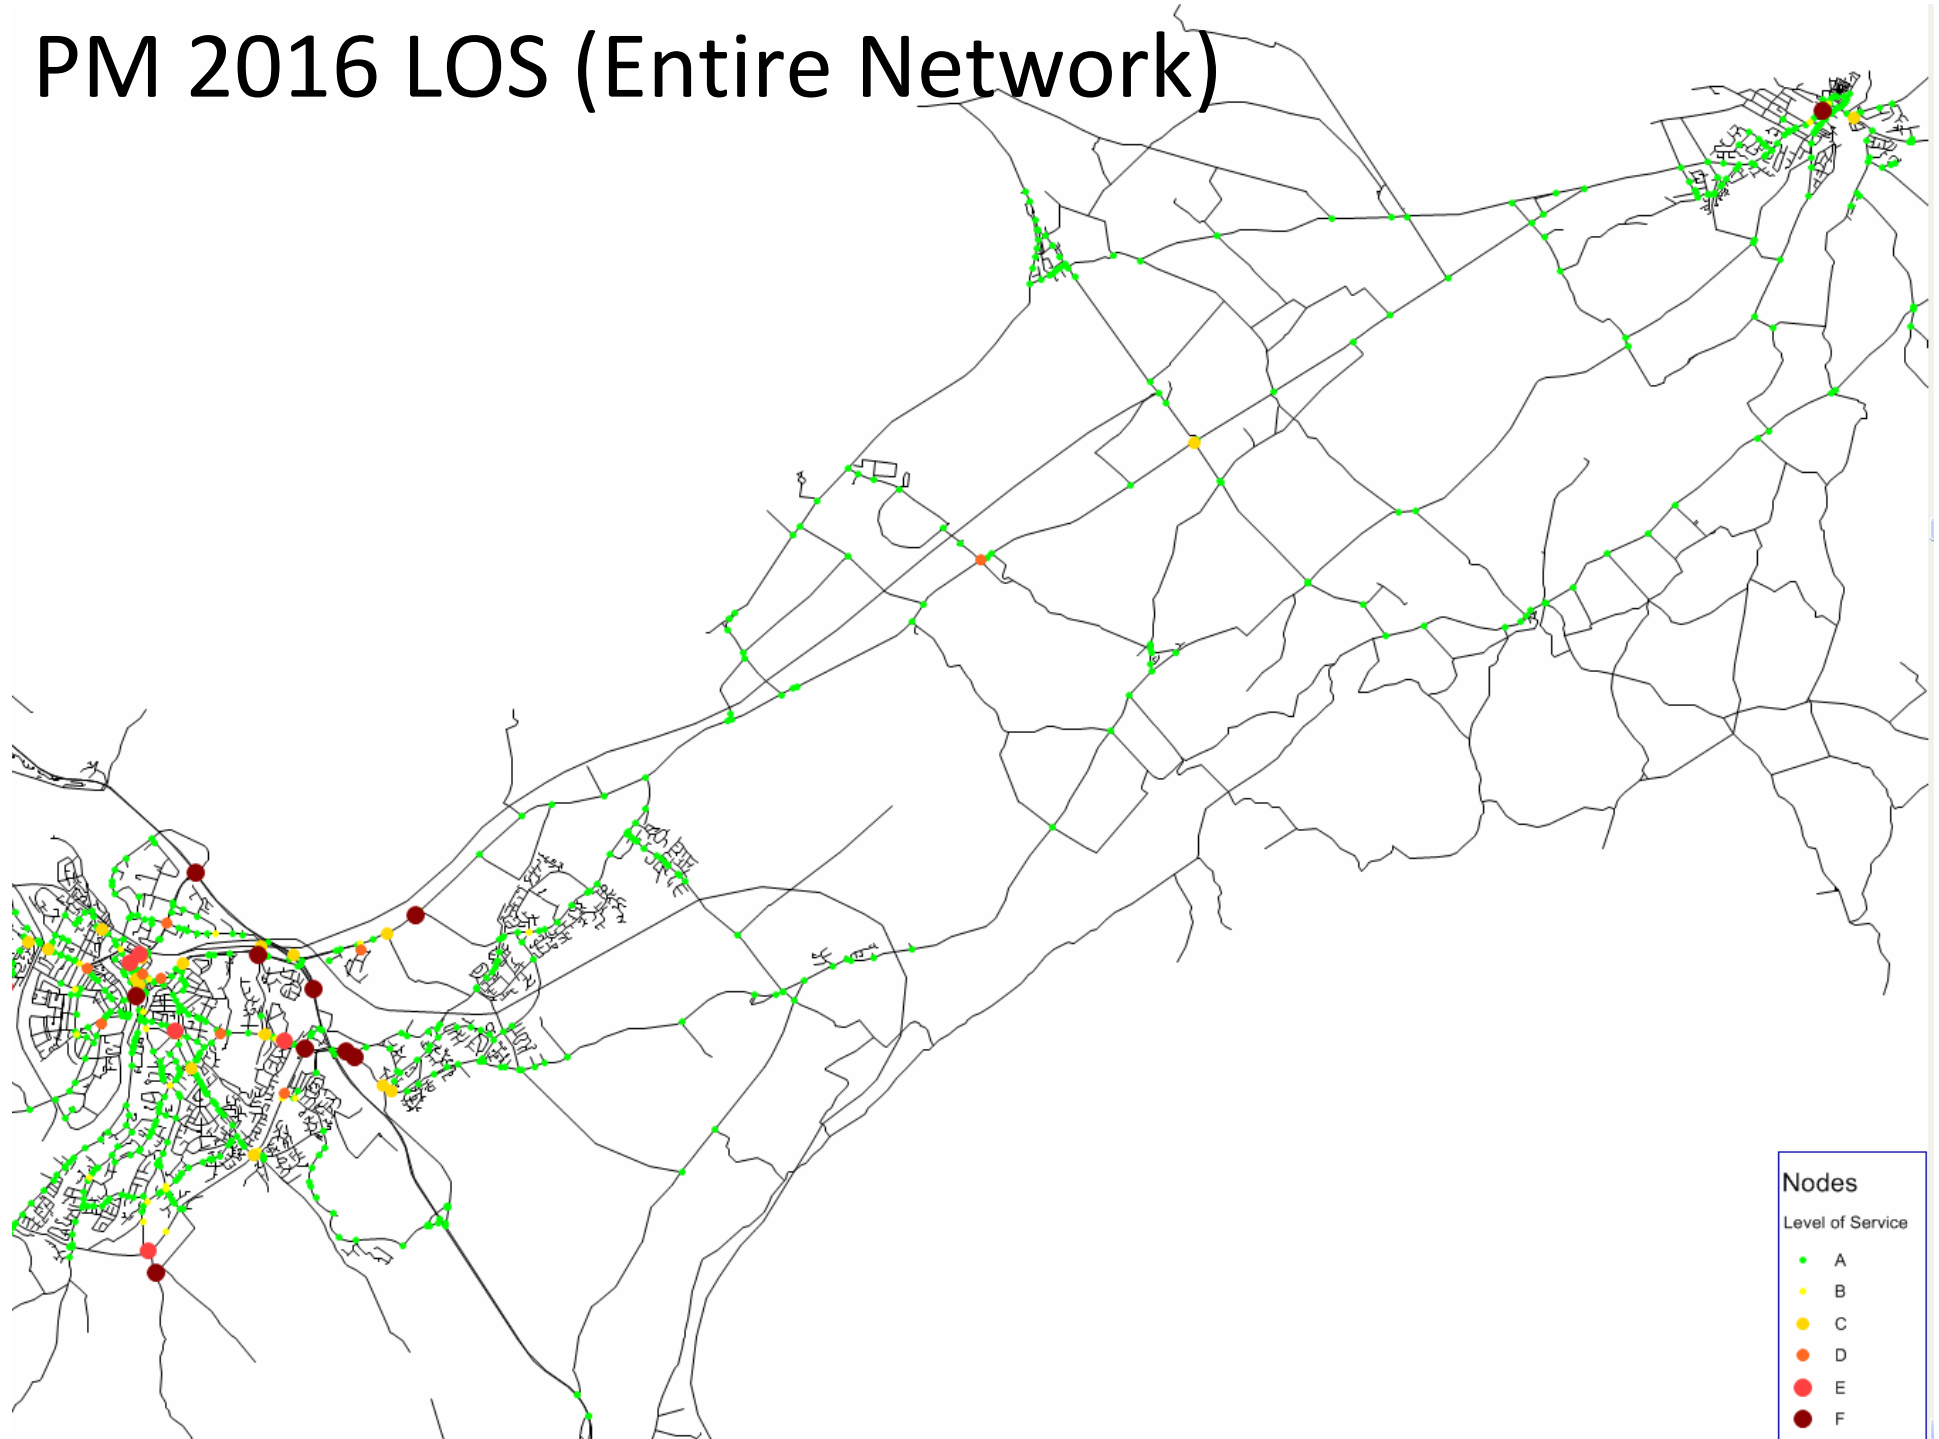 PM 2016 LOS (Entire Network)
Nodes
Level of Service
A
B
C
D
E
F